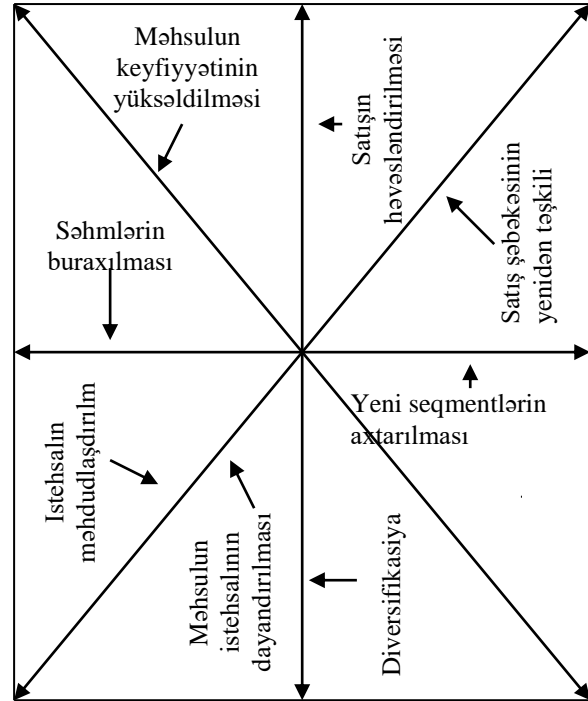 Məhsulun
keyfiyyətinin
yüksəldilməsi
Satışın
həvəsləndirilməsi
Satış şəbəkəsinin
yenidən təşkili
Səhmlərin
buraxılması
Yeni seqmentlərin
axtarılması
Istehsalın
məhdudlaşdırılm
Məhsulun
istehsalının
dayandırılması
Diversifikasiya